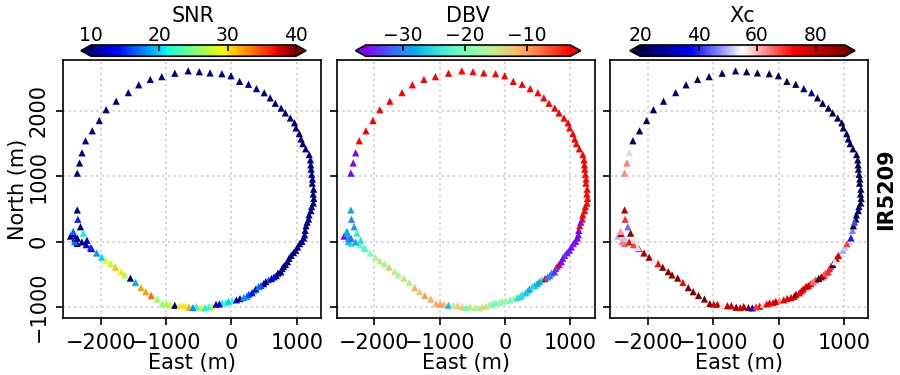 SNR DBV Xc
10 20 30 40 −30 −20 −10 20 40 60 80
North (m)
2000
1000
0
−1000
IR5209
−2000 −1000 0 1000 −2000 −1000 0 1000 −2000 −1000 0 1000
East (m) East (m) East (m)